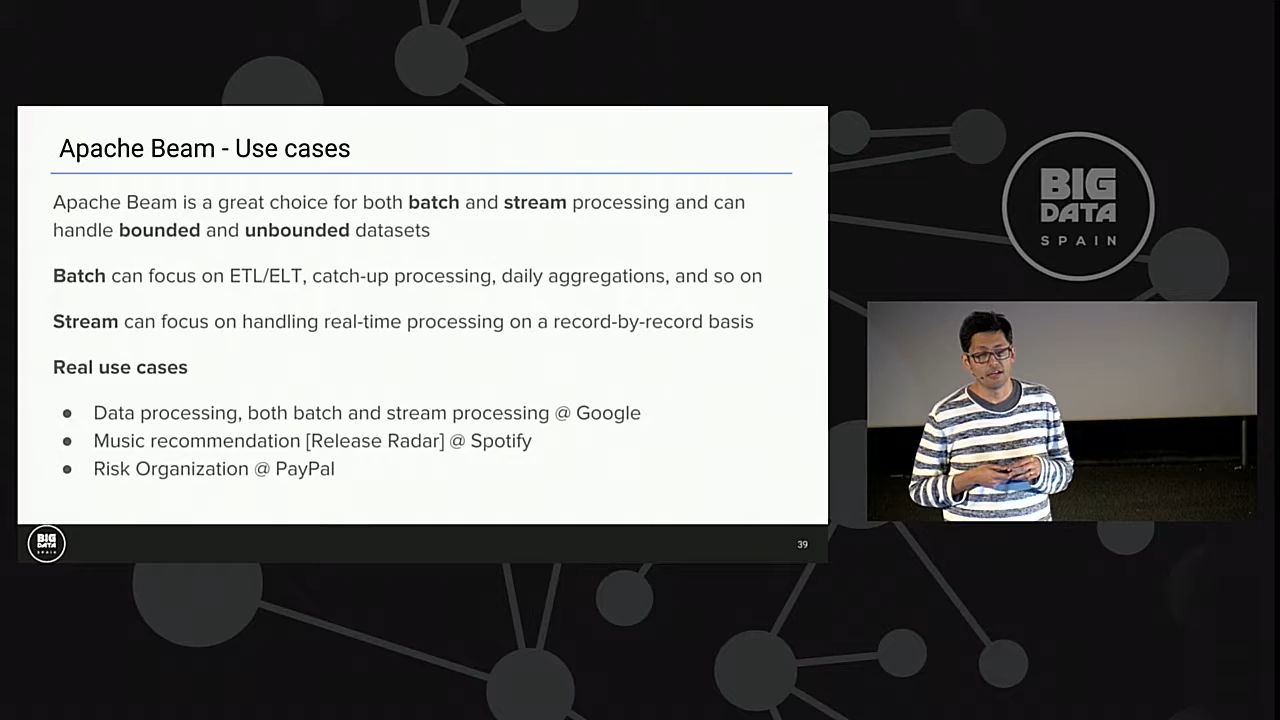 Apache Beam - Use cases
Apache Beam is a great choice for both batch and stream processing and can
handle bounded and unbounded datasets
Batch can focus on ETL/ELT, catch-up processing, daily aggregations, and so on
Stream can focus on handling real-time processing on a record-by-record basis
Real use cases
● Data processing, both batch and stream processing @ Google
● Music recommendation [Release Radar] @ Spotify
● Risk Organization @ PayPal
BIG
DATA
SPAIN
39
BIG
DATA
SPAIN